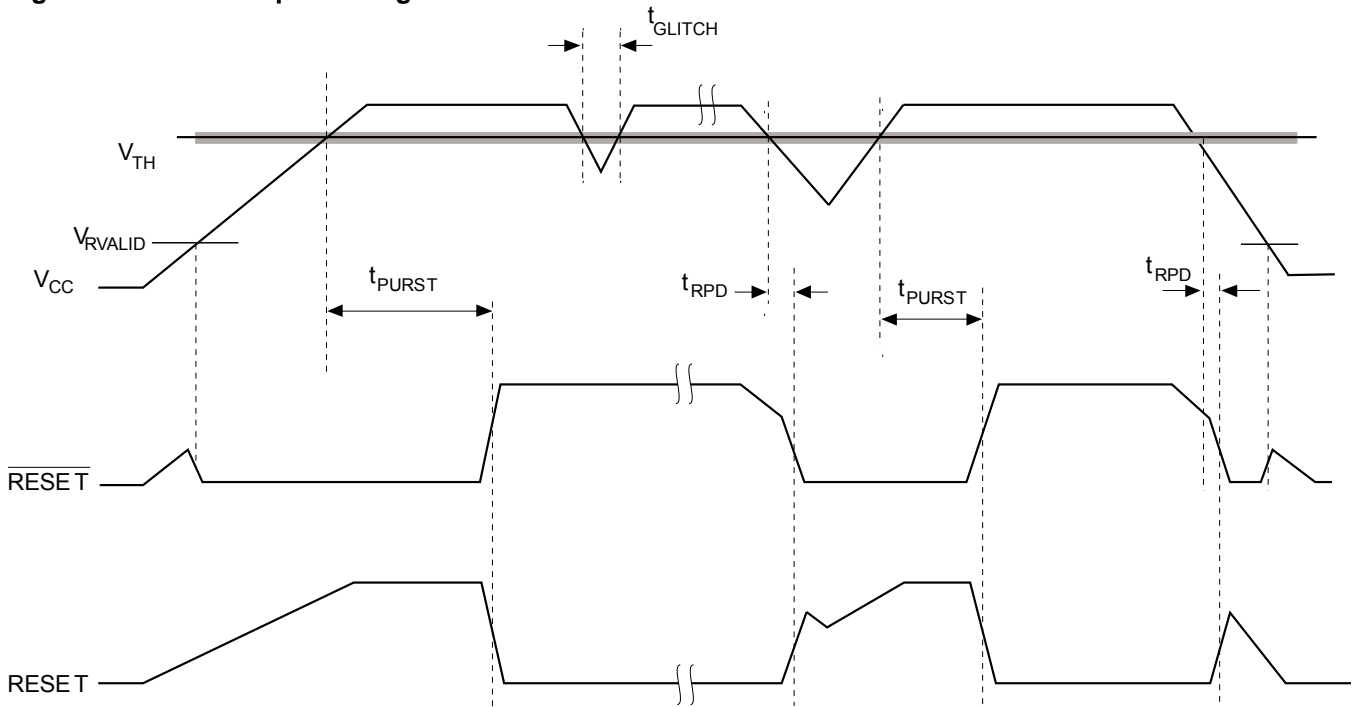 tGLITCH
VTH
VRVALID
VCC
tPURST
tRPD
tPURST
tRPD
RESET
RESET